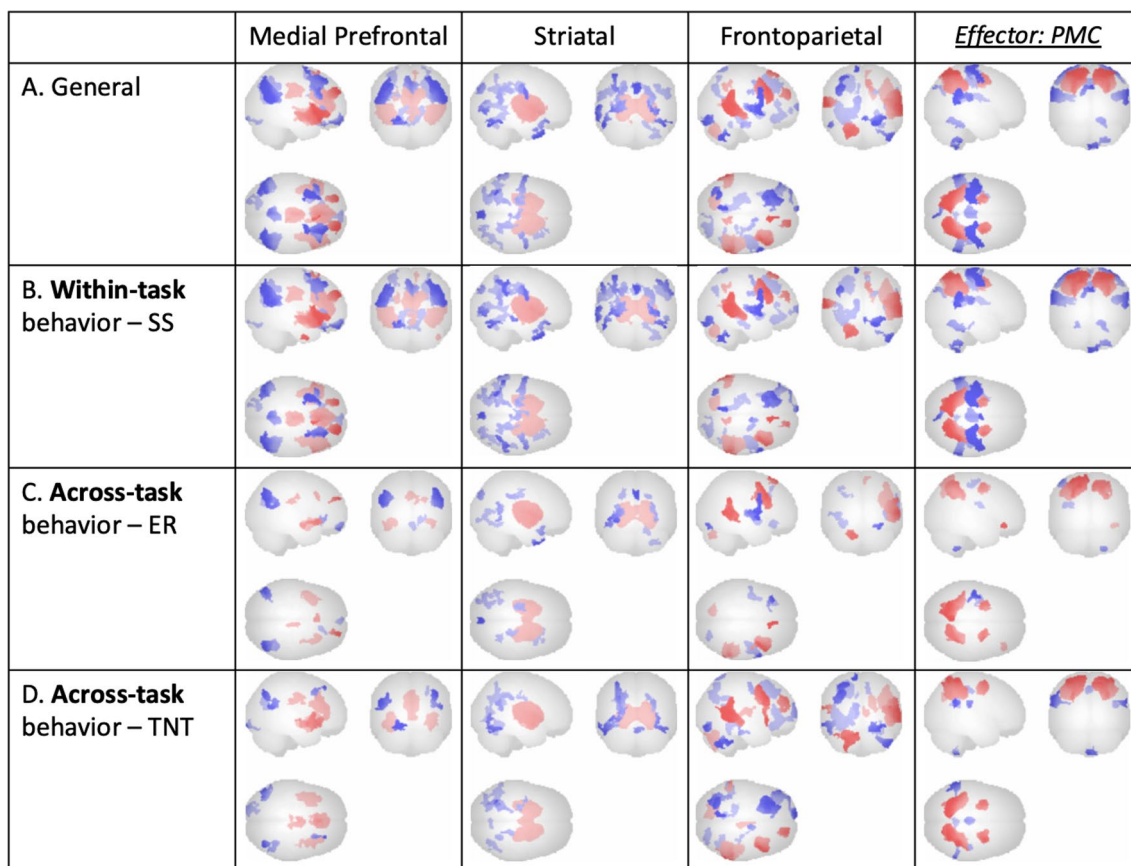 Medial Prefrontal
Striatal
Frontoparietal
Effector: PMC
A. General
B. Within-task
behavior – SS
C. Across-task
behavior – ER
D. Across-task
behavior – TNT